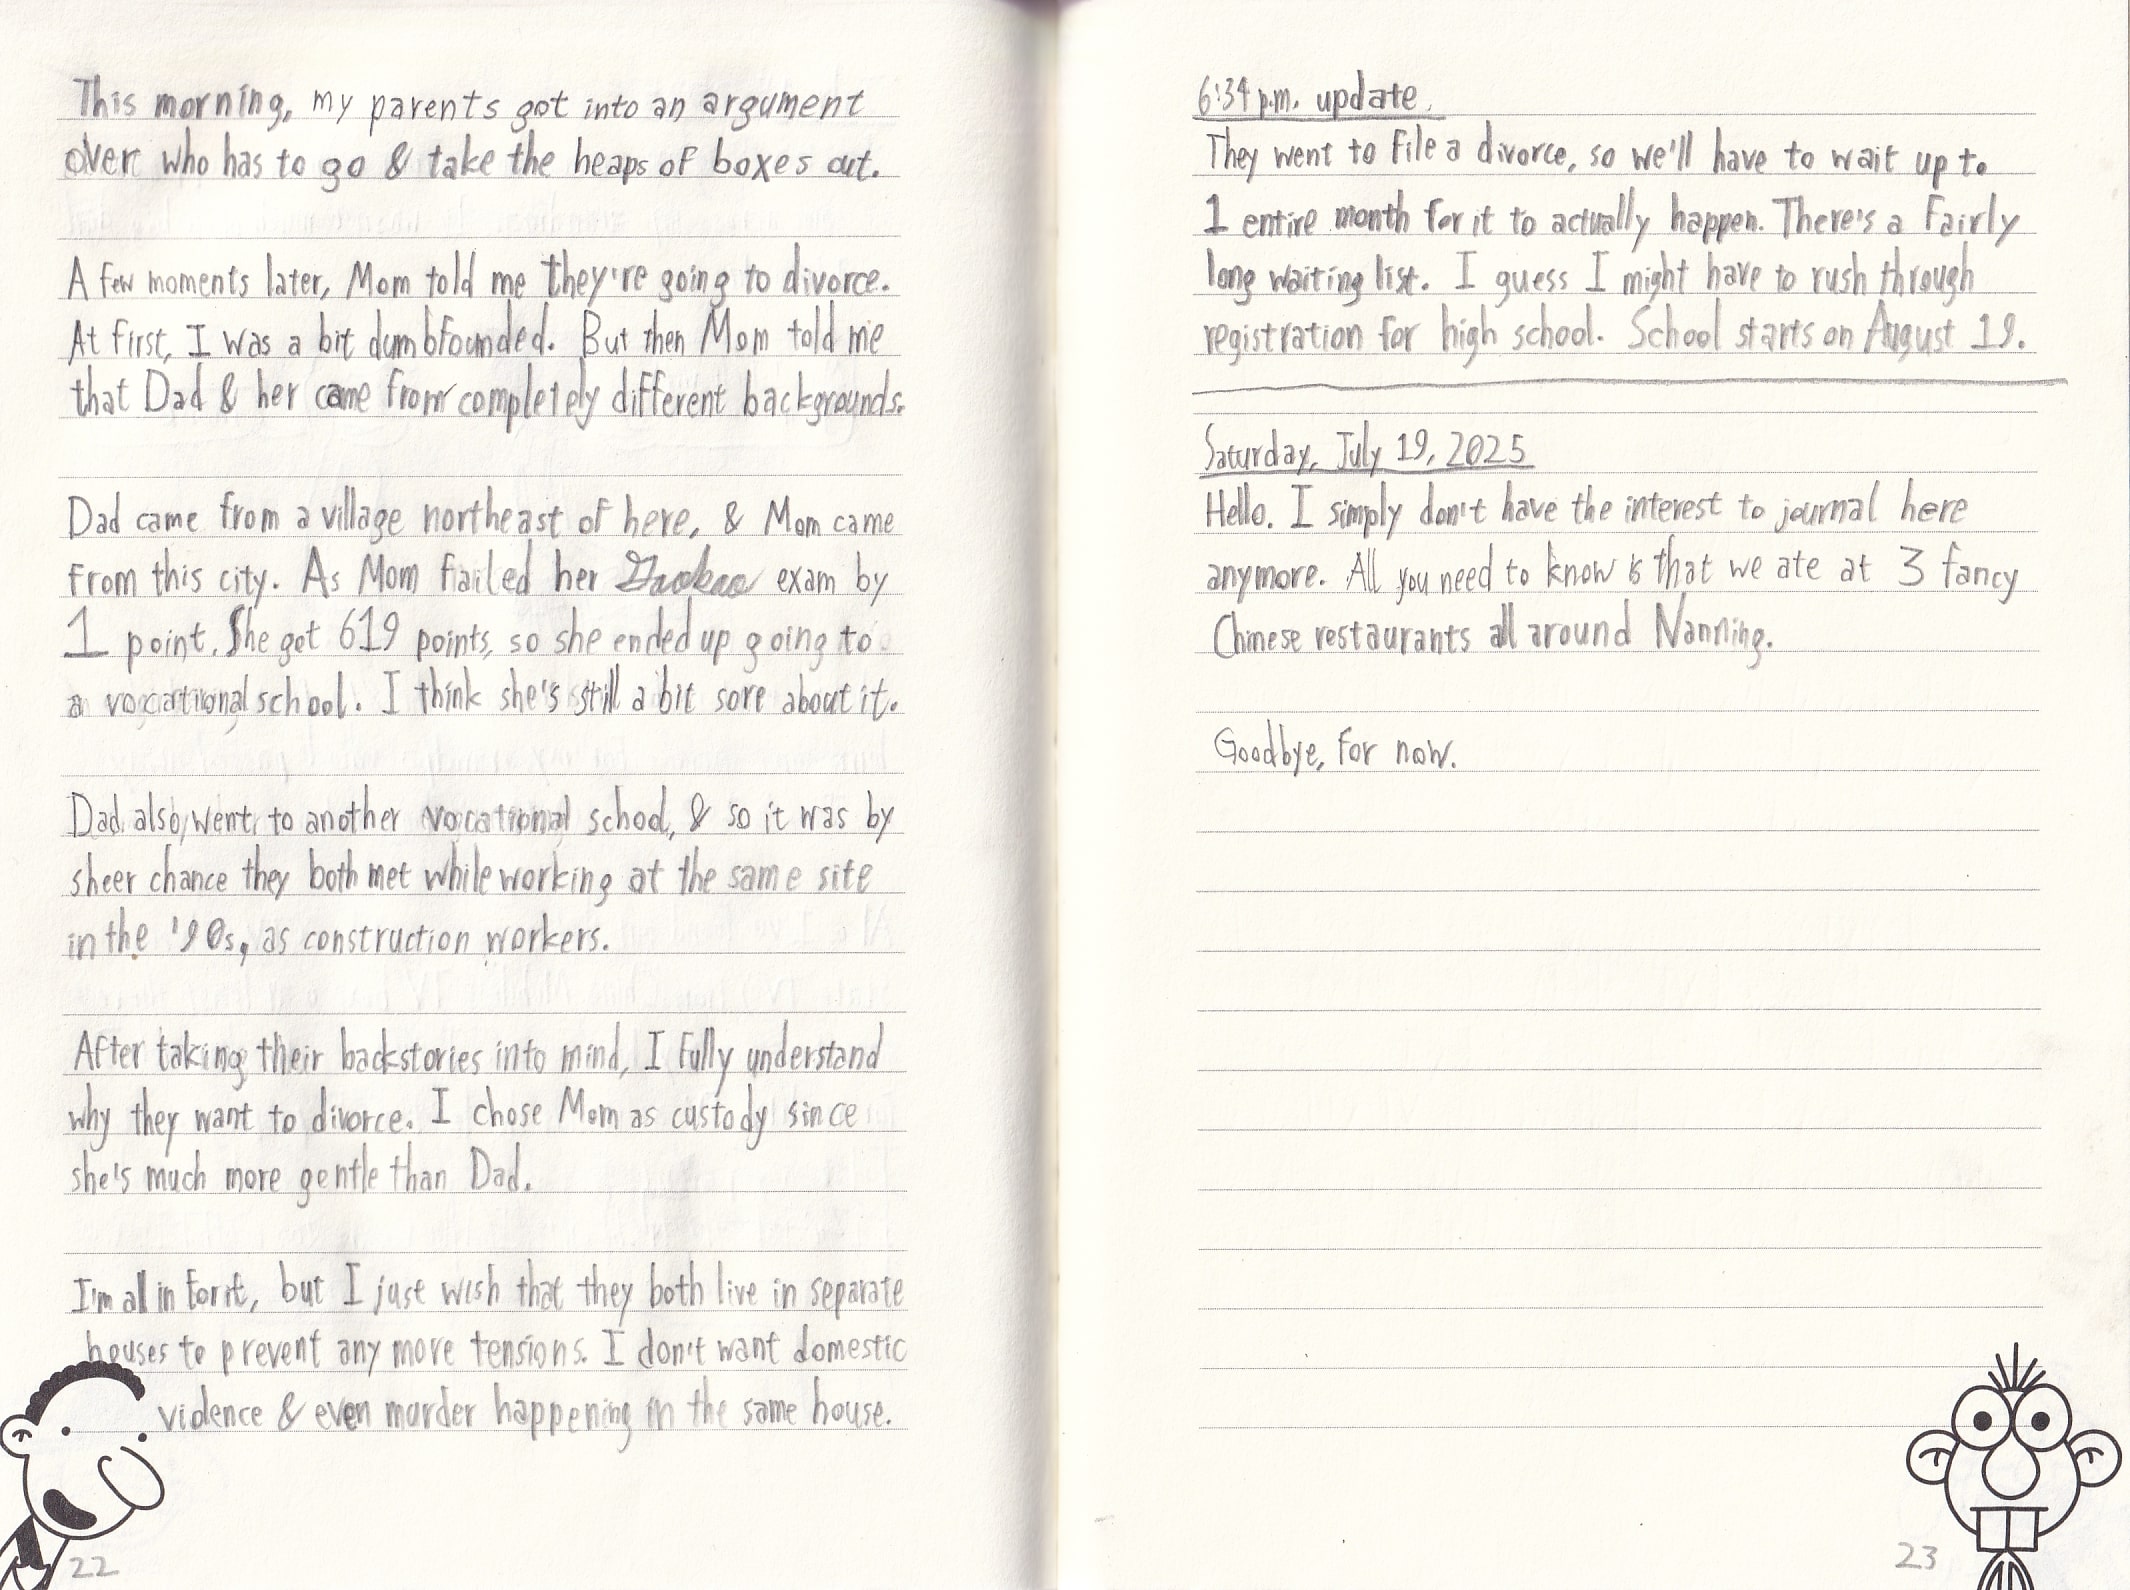 This morning, my parents got into an argument
over who has to go & take the heaps of boxes out.
A few moments later, Mom told me they're going to divorce.
At first, I was a bit dumbfounded. But then Mom told me
that Dad & her came from completely different backgrounds.
Dad came from a village northeast of here, & Mom came
from this city. As Mom failed her Gaokao exam by
1 point. She got 619 points, so she ended up going to
a vocational school. I think she's still a bit sore about it.
Dad also went to another vocational school, & so it was by
sheer chance they both met while working at the same site
in the '90s, as construction workers.
After taking their backstories into mind, I fully understand
why they want to divorce. I chose Mom as custody since
she's much more gentle than Dad.
I'm all in for it, but I just wish that they both live in separate
houses to prevent any more tensions. I don't want domestic
violence & even murder happening in the same house.
22
6:34 p.m. update.
They went to file a divorce, so we'll have to wait up to
1 entire month for it to actually happen. There's a fairly
long waiting list. I guess I might have to rush through
registration for high school. School starts on August 19.
Saturday, July 19, 2025
Hello. I simply don't have the interest to journal here
anymore. All you need to know is that we ate at 3 fancy
Chinese restaurants all around Nanning.
Goodbye, for now.
23